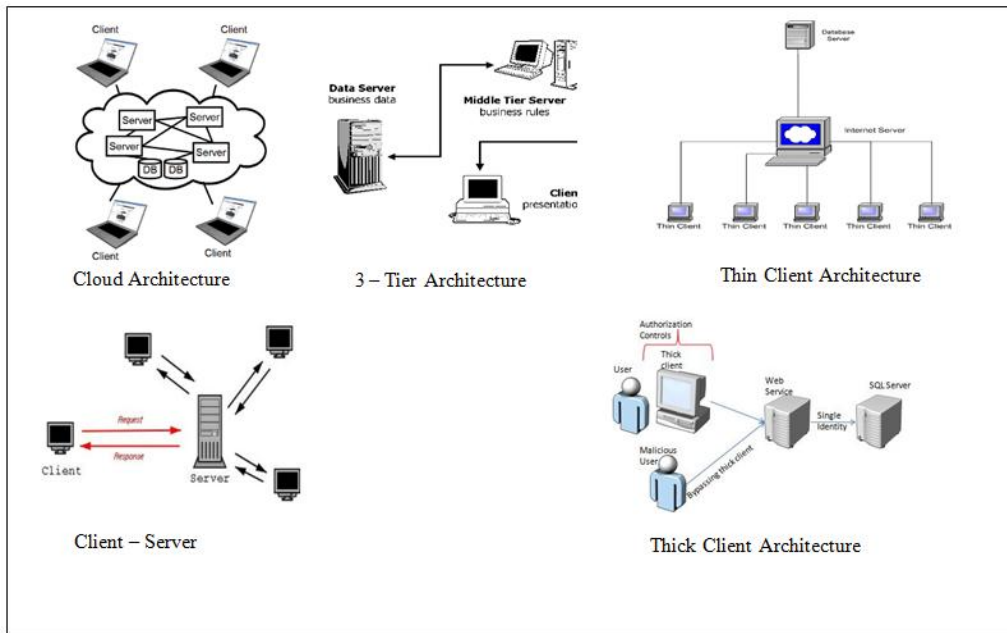 Client
Client
Server
Server
Server
Server
DB
DB
Client
Client
Cloud Architecture
Data Server
business data
Middle Tier Server
business rules
Clien
presentatio
3 – Tier Architecture
Database
Server
Internet Server
Thin Client
Thin Client
Thin Client
Thin Client
Thin Client
Thin Client Architecture
Request
Response
Client
Server
Client – Server
Authorization
Controls
Thick
client
User
Web
Service
SQL Server
Single
Identity
Malicious
User
Bypassing thick client
Thick Client Architecture